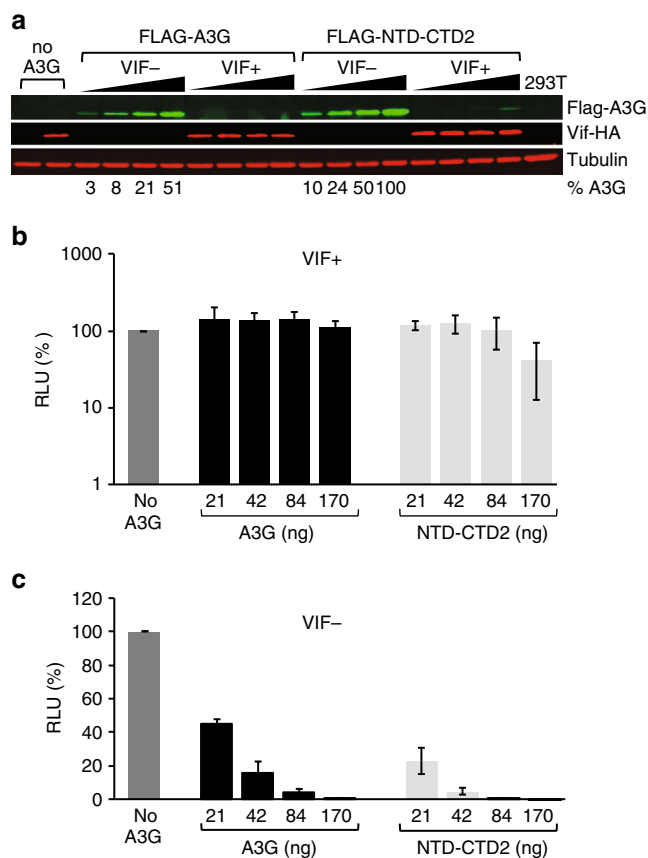 a
FLAG-A3G FLAG-NTD-CTD2
no A3G VIF– VIF+ VIF– VIF+ 293T
Flag-A3G
Vif-HA
Tubulin
3 8 21 51 10 24 50 100 % A3G
b
VIF+
RLU (% )
1000
100
10
1
No A3G 21 42 84 170 21 42 84 170
A3G (ng) NTD-CTD2 (ng)
c
VIF–
RLU (%)
120
100
80
60
40
20
0
No A3G 21 42 84 170 21 42 84 170
A3G (ng) NTD-CTD2 (ng)